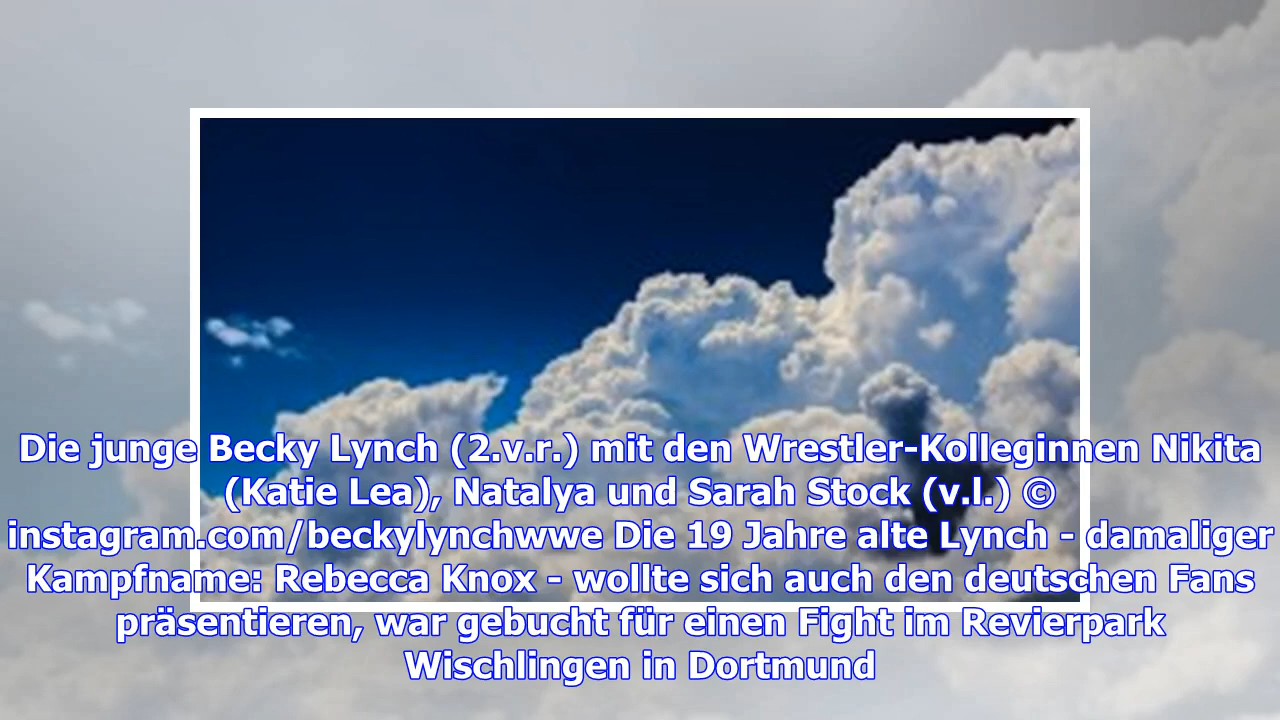 Die junge Becky Lynch (2.v.r.) mit den Wrestler-Kolleginnen Nikita
(Katie Lea), Natalya und Sarah Stock (v.l.) ©
instagram.com/beckylynchwwe Die 19 Jahre alte Lynch - damaliger
Kampfname: Rebecca Knox - wollte sich auch den deutschen Fans
präsentieren, war gebucht für einen Fight im Revierpark
Wischlingen in Dortmund